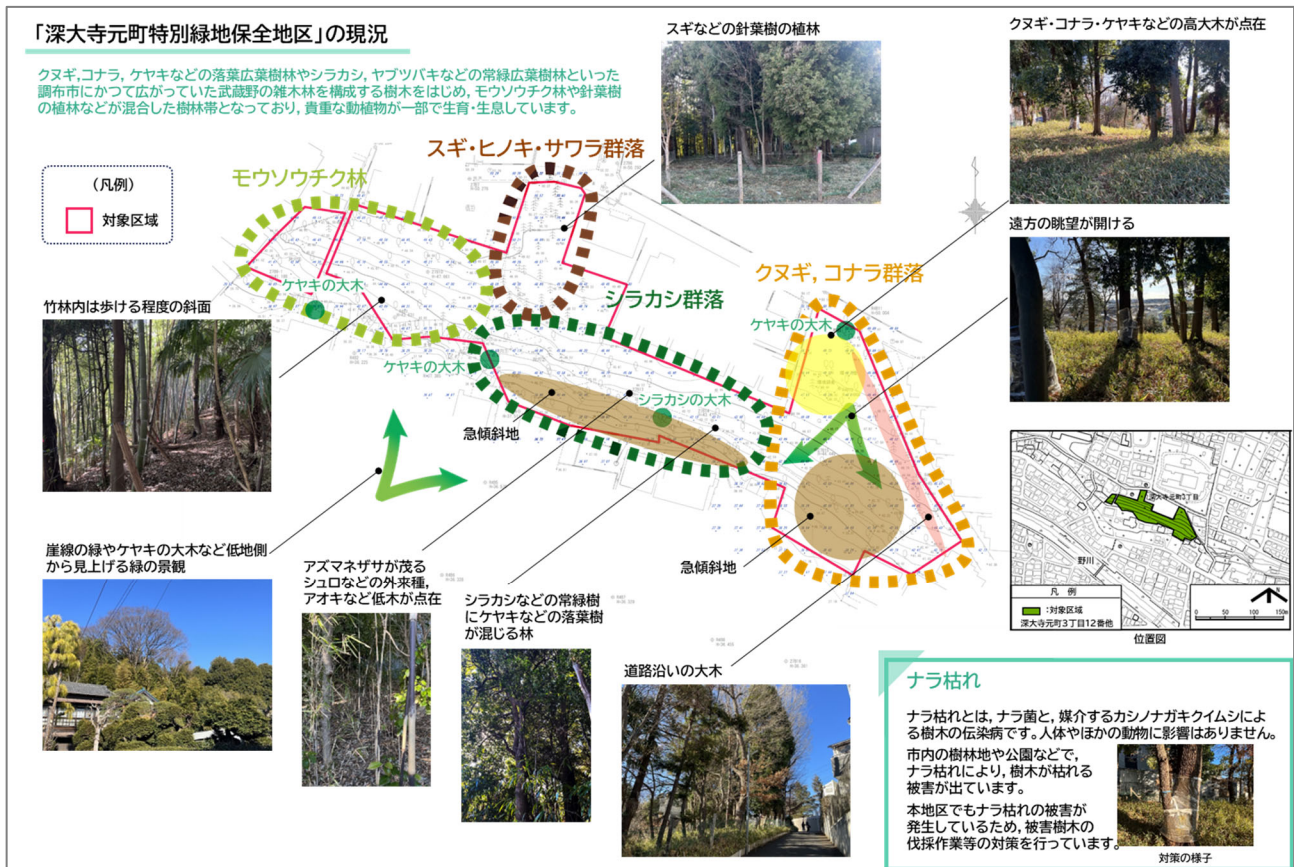 「深大寺元町特別緑地保全地区」の現況
クヌギ,コナラ, ケヤキなどの落葉広葉樹林やシラカシ, ヤブツバキなどの常緑広葉樹林といった
調布市にかつて広がっていた武蔵野の雑木林を構成する樹木をはじめ, モウソウチク林や針葉樹
の植林などが混合した樹林帯となっており, 貴重な動植物が一部で生育・生息しています。
(凡例)
対象区域
スギなどの針葉樹の植林
クヌギ・コナラ・ケヤキなどの高大木が点在
モウソウチク林
スギ・ヒノキ・サワラ群落
遠方の眺望が開ける
クヌギ, コナラ群落
シラカシ群落
ケヤキの大木
ケヤキの大木
ケヤキの大木
シラカシの大木
竹林内は歩ける程度の斜面
急傾斜地
急傾斜地
崖線の緑やケヤキの大木など低地側
から見上げる緑の景観
アズマネザサが茂る
シュロなどの外来種,
アオキなど低木が点在
シラカシなどの常緑樹
にケヤキなどの落葉樹
が混じる林
道路沿いの大木
深大寺元町3丁目
野川
凡 例
:対象区域
深大寺元町3丁目12番他
N
0 50 100 150m
位置図
ナラ枯れ
ナラ枯れとは, ナラ菌と, 媒介するカシノナガキクイムシによ
る樹木の伝染病です。人体やほかの動物に影響はありません。
市内の樹林地や公園などで,
ナラ枯れにより, 樹木が枯れる
被害が出ています。
本地区でもナラ枯れの被害が
発生しているため, 被害樹木の
伐採作業等の対策を行っています。
対策の様子